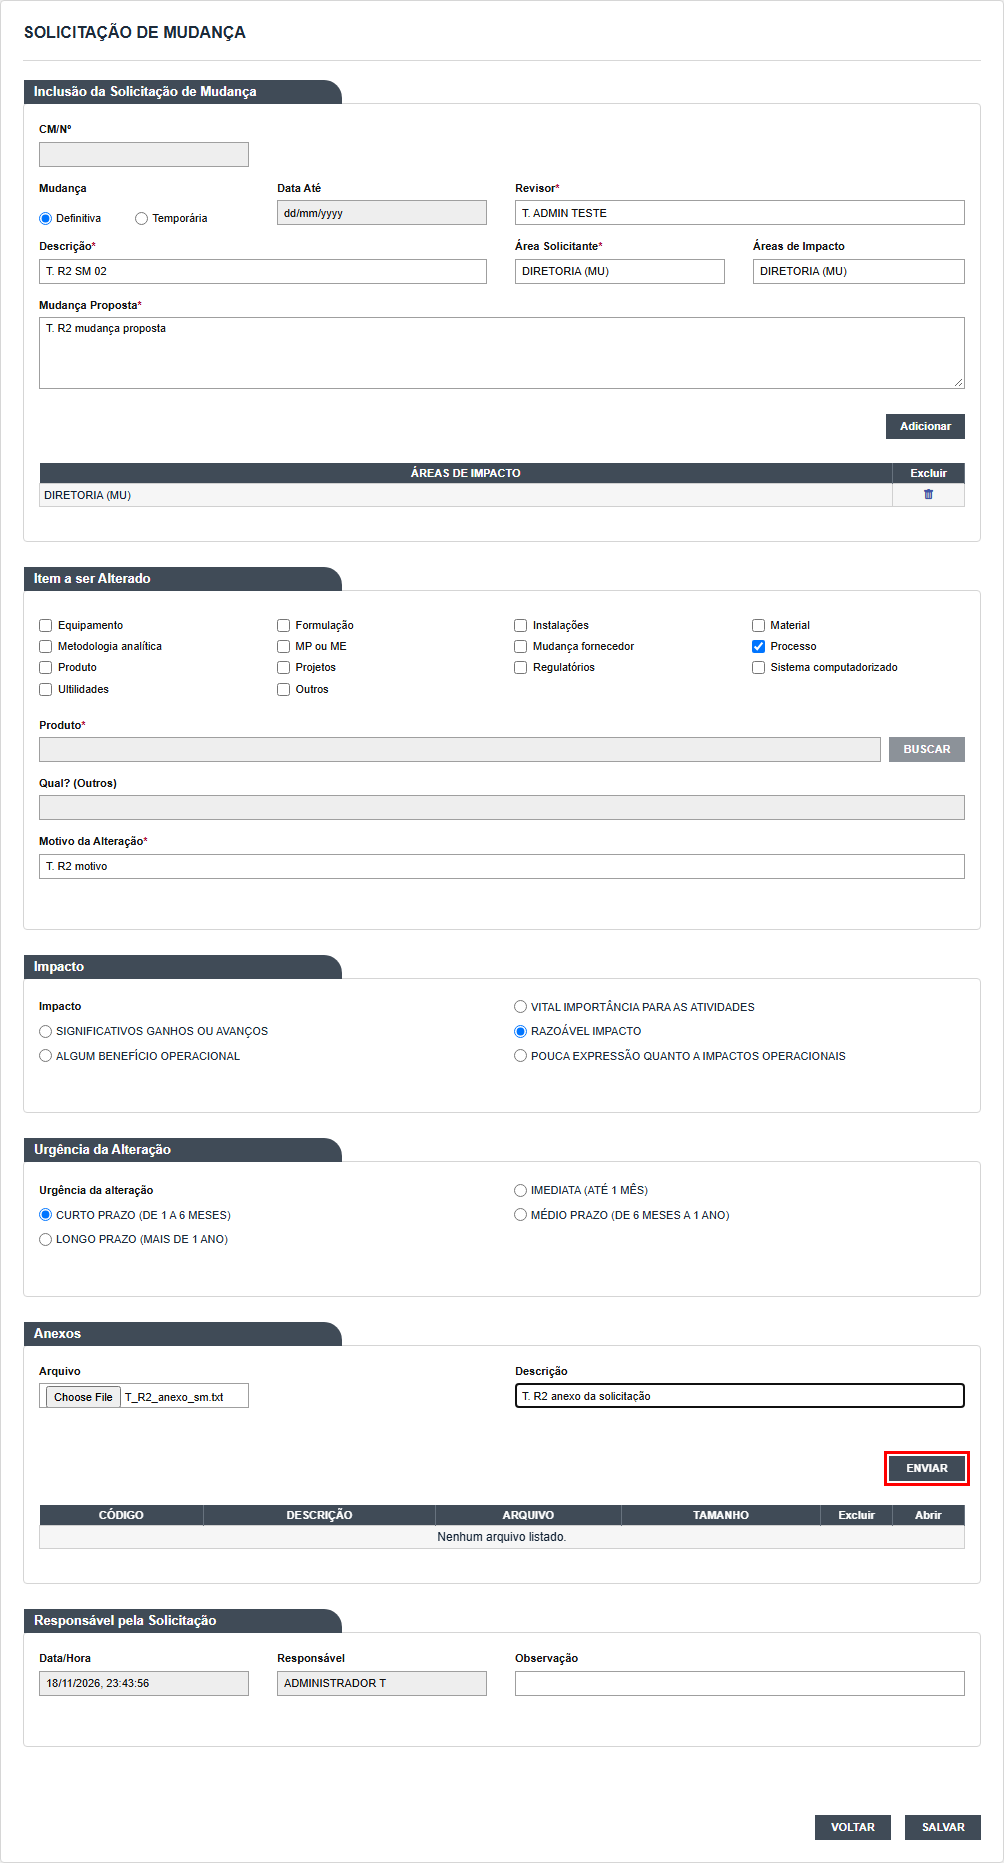 SOLICITAÇÃO DE MUDANÇA
Inclusão da Solicitação de Mudança
CM/Nº
Mudança Data Até Revisor*
Definitiva Temporária dd/mm/yyyy T. ADMIN TESTE
Descrição* Área Solicitante* Áreas de Impacto
T. R2 SM 02 DIRETORIA (MU) DIRETORIA (MU)
Mudança Proposta*
T. R2 mudança proposta
Adicionar
ÁREAS DE IMPACTO Excluir
DIRETORIA (MU)
Item a ser Alterado
Equipamento Formulação Instalações Material
Metodologia analítica MP ou ME Mudança fornecedor Processo
Produto Projetos Regulatórios Sistema computadorizado
Ultilidades Outros
Produto*
BUSCAR
Qual? (Outros)
Motivo da Alteração*
T. R2 motivo
Impacto
Impacto VITAL IMPORTÂNCIA PARA AS ATIVIDADES
SIGNIFICATIVOS GANHOS OU AVANÇOS RAZOÁVEL IMPACTO
ALGUM BENEFÍCIO OPERACIONAL POUCA EXPRESSÃO QUANTO A IMPACTOS OPERACIONAIS
Urgência da Alteração
Urgência da alteração IMEDIATA (ATÉ 1 MÊS)
CURTO PRAZO (DE 1 A 6 MESES) MÉDIO PRAZO (DE 6 MESES A 1 ANO)
LONGO PRAZO (MAIS DE 1 ANO)
Anexos
Arquivo Descrição
Choose File T_R2_anexo_sm.txt T. R2 anexo da solicitação
ENVIAR
CÓDIGO DESCRIÇÃO ARQUIVO TAMANHO Excluir Abrir
Nenhum arquivo listado.
Responsável pela Solicitação
Data/Hora Responsável Observação
18/11/2026, 23:43:56 ADMINISTRADOR T
VOLTAR SALVAR